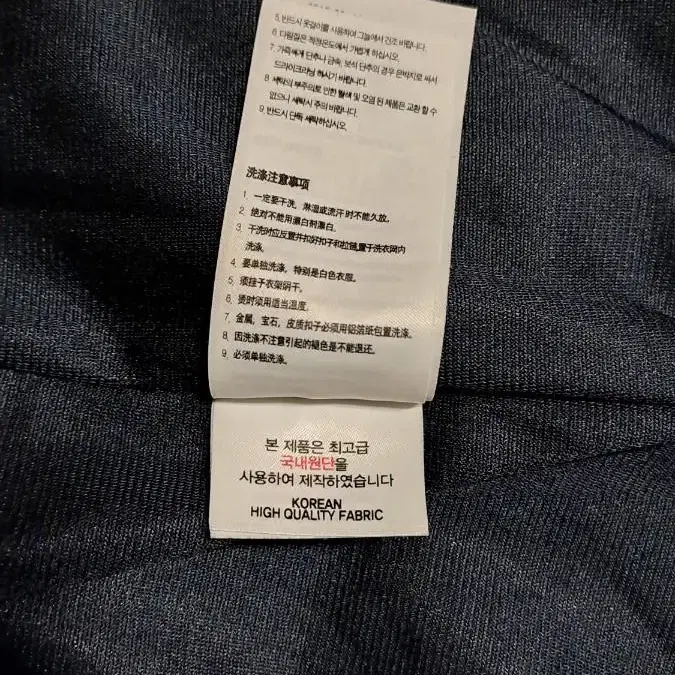 5. 반드시 옷걸이를 사용하여 그늘에서 건조 바랍니다.
6. 다림질은 적정온도에서 가볍게 하십시오.
7. 가죽에게 단추나 금속, 보석 단추의 경우 은박지로 싸서
드라이크리닝 하시기 바랍니다.
8. 세탁의 부주의로 인한 탈색 및 오염 된 제품은 교환 할 수
없으니 세탁시 주의 바랍니다.
9. 반드시 단독 세탁하십시오.
洗涤注意事项
1. 一定要干洗，淋湿或流汗时不能久放。
2. 绝对不能用漂白剂漂白。
3. 干洗时应反置并扣好扣子和拉链,置于洗衣网内
洗涤.
4. 要单独洗涤，特别是白色衣服。
5. 须挂于衣架阴干。
6. 烫时须用适当温度。
7. 金属，宝石，皮质扣子必须用铝箔纸包置洗涤.
8. 因洗涤不注意引起的褪色是不能退还。
9. 必须单独洗涤。
본 제품은 최고급
국내원단을
사용하여 제작하였습니다
KOREAN
HIGH QUALITY FABRIC